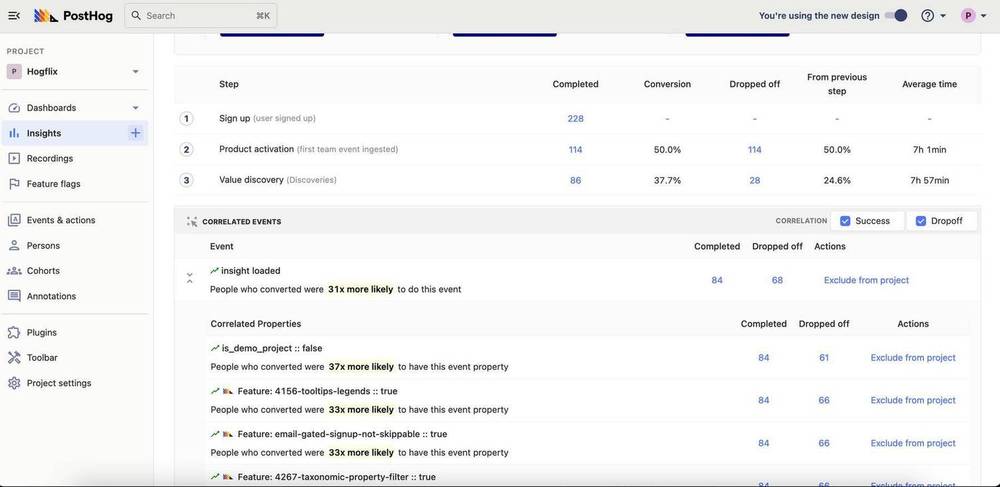 PostHog
Search
⌘K
You're using the new design
P
PROJECT
P Hogflix
Dashboards
Insights
Recordings
Feature flags
Events & actions
Persons
Cohorts
Annotations
Plugins
Toolbar
Project settings
Step Completed Conversion Dropped off From previous step Average time
1 Sign up (user signed up) 228 - - - -
2 Product activation (first team event ingested) 114 50.0% 114 50.0% 7h 1min
3 Value discovery (Discoveries) 86 37.7% 28 24.6% 7h 57min
CORRELATED EVENTS CORRELATION Success Dropoff
Event Completed Dropped off Actions
insight loaded
People who converted were 31x more likely to do this event 84 68 Exclude from project
Correlated Properties Completed Dropped off Actions
is_demo_project :: false
People who converted were 37x more likely to have this event property 84 61 Exclude from project
Feature: 4156-tooltips-legends :: true
People who converted were 33x more likely to have this event property 84 66 Exclude from project
Feature: email-gated-signup-not-skippable :: true
People who converted were 33x more likely to have this event property 84 66 Exclude from project
Feature: 4267-taxonomic-property-filter :: true
84 66 Exclude from project